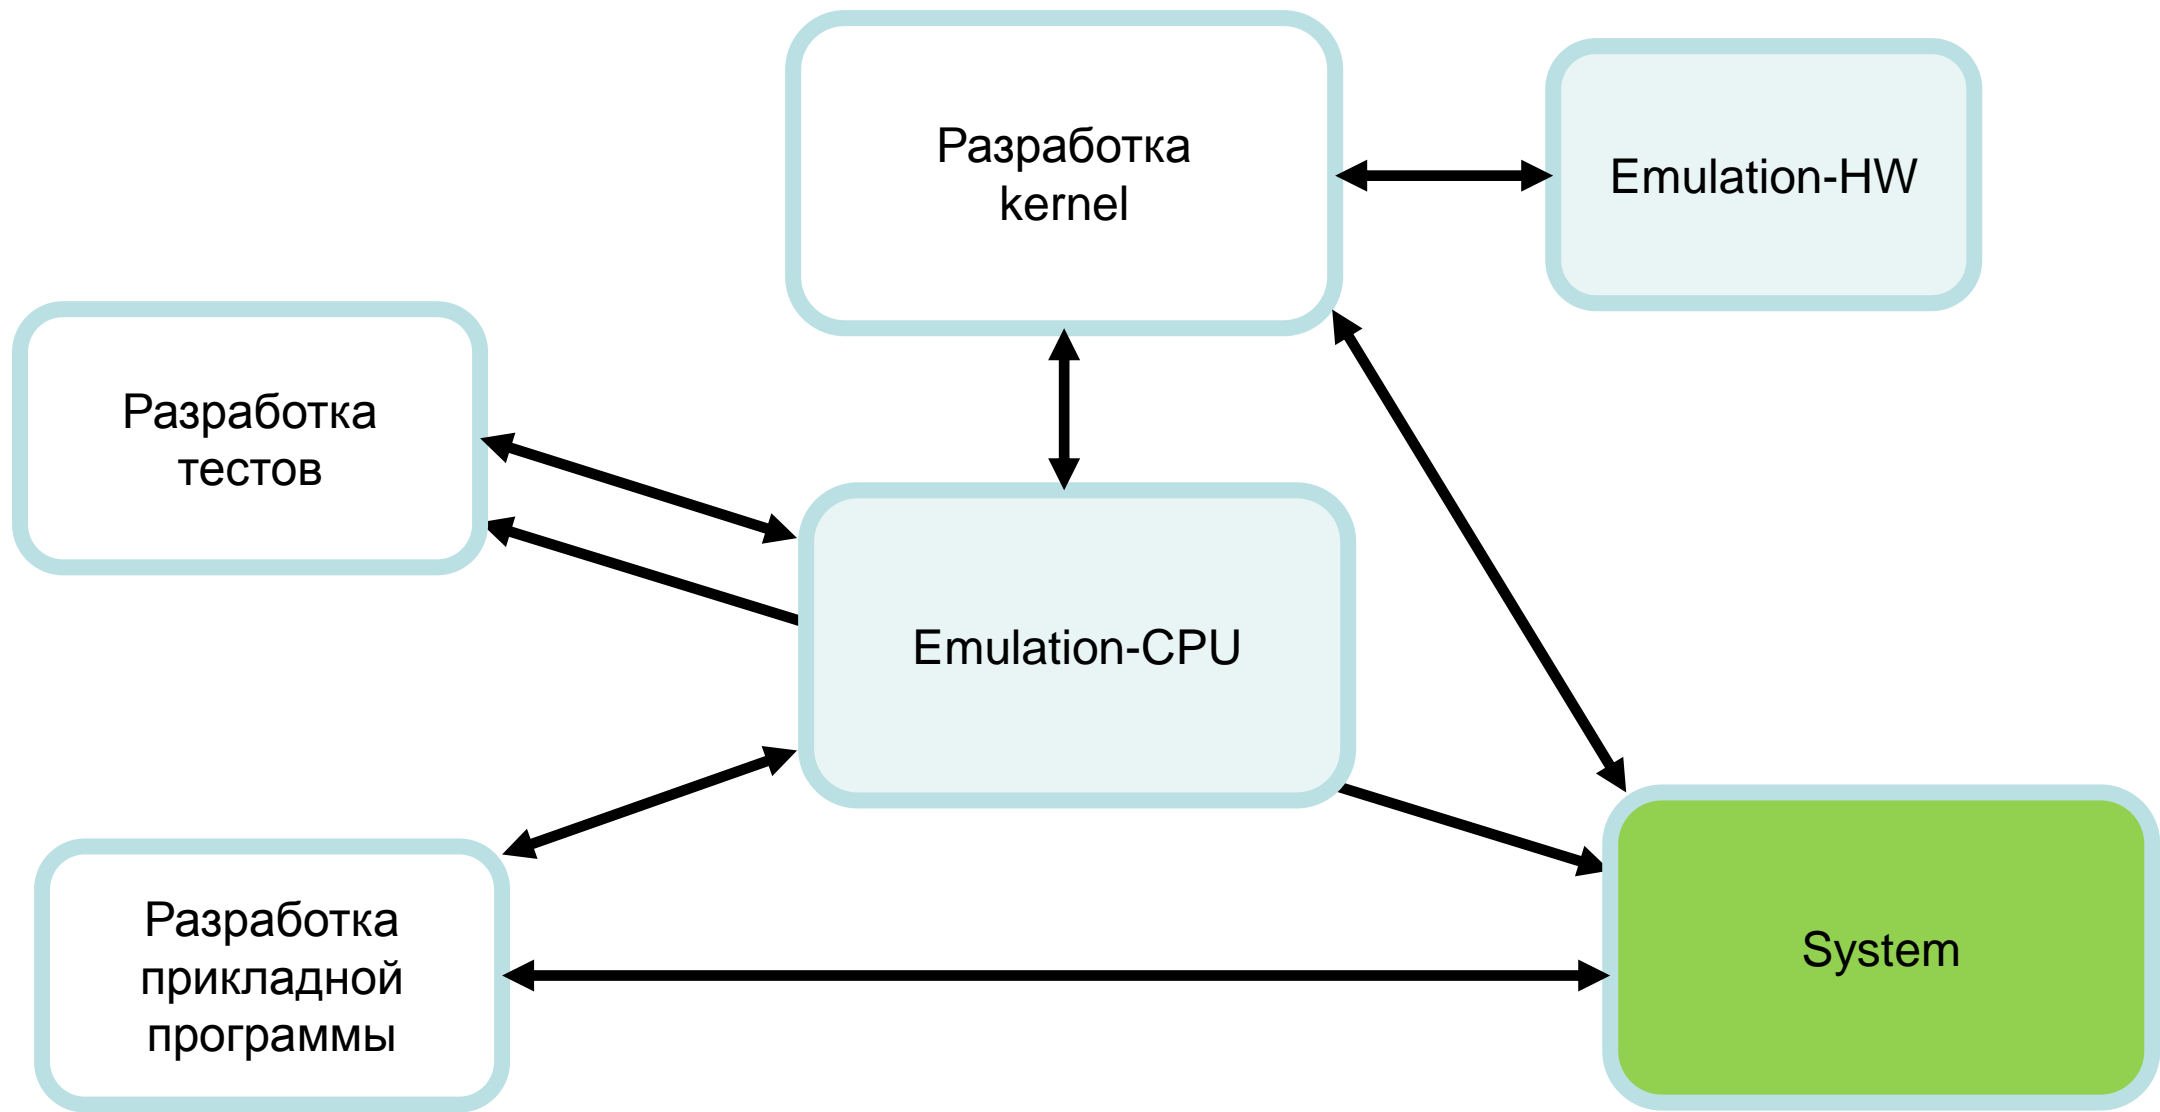 Разработка
kernel
Emulation-HW
Разработка
тестов
Emulation-CPU
Разработка
прикладной
программы
System